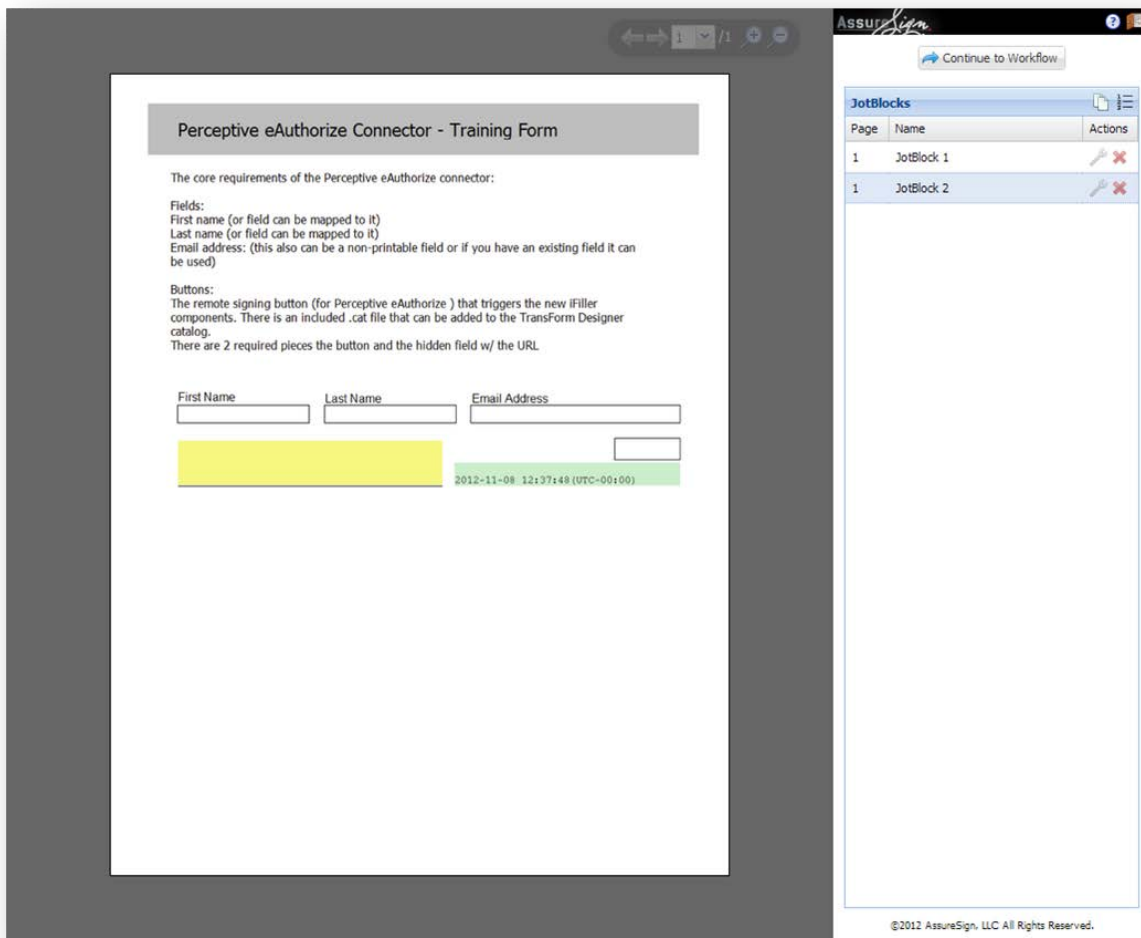 1 /1
Perceptive eAuthorize Connector - Training Form
The core requirements of the Perceptive eAuthorize connector:
Fields:
First name (or field can be mapped to it)
Last name (or field can be mapped to it)
Email address: (this also can be a non-printable field or if you have an existing field it can
be used)
Buttons:
The remote signing button (for Perceptive eAuthorize ) that triggers the new iFiller
components. There is an included .cat file that can be added to the TransForm Designer
catalog.
There are 2 required pieces the button and the hidden field w/ the URL
First Name Last Name Email Address
2012-11-08 12:37:48(UTC-00:00)
AssureSign
?
Continue to Workflow
JotBlocks
Page Name Actions
1 JotBlock 1
1 JotBlock 2
©2012 AssureSign, LLC All Rights Reserved.